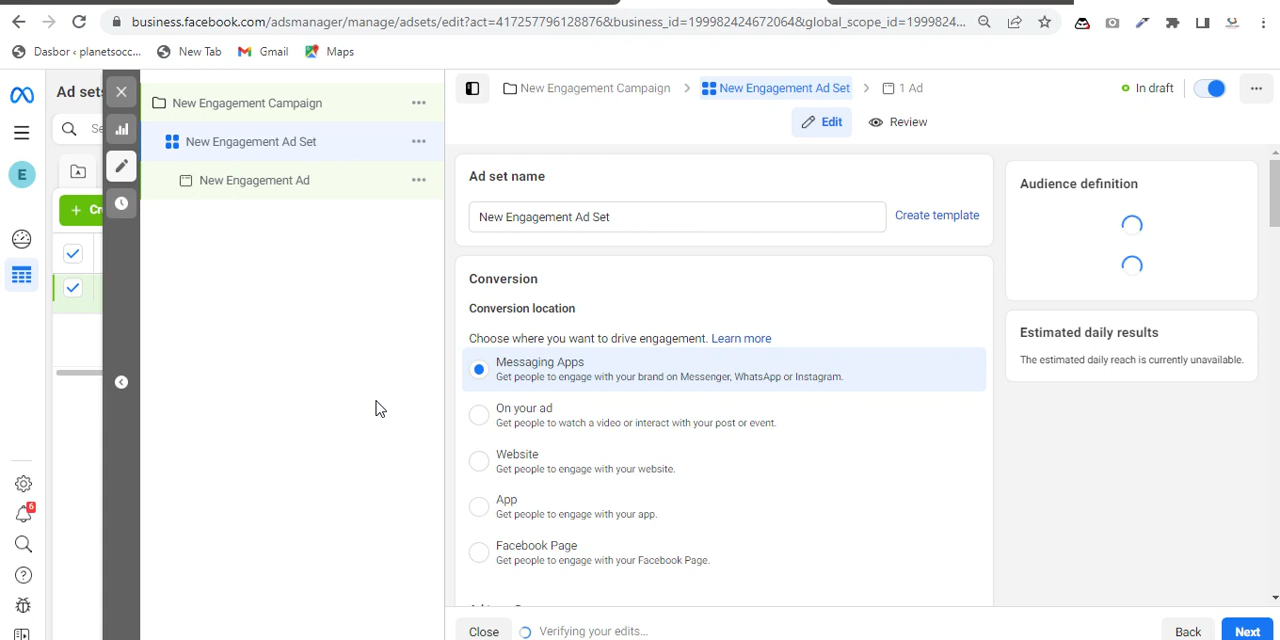 business.facebook.com/adsmanager/manage/adsets/edit?act=417257796128876&business_id=199982424672064&global_scope_id=1999824...
Dasbor ‹ planetsocc...
New Tab
Gmail
Maps
Ad sets
New Engagement Campaign
New Engagement Ad Set
New Engagement Ad
E
6
New Engagement Campaign
New Engagement Ad Set
1 Ad
In draft
Edit
Review
Ad set name
New Engagement Ad Set
Create template
Conversion
Conversion location
Choose where you want to drive engagement. Learn more
Messaging Apps
Get people to engage with your brand on Messenger, WhatsApp or Instagram.
On your ad
Get people to watch a video or interact with your post or event.
Website
Get people to engage with your website.
App
Get people to engage with your app.
Facebook Page
Get people to engage with your Facebook Page.
Audience definition
Estimated daily results
The estimated daily reach is currently unavailable.
Close
Verifying your edits...
Back
Next